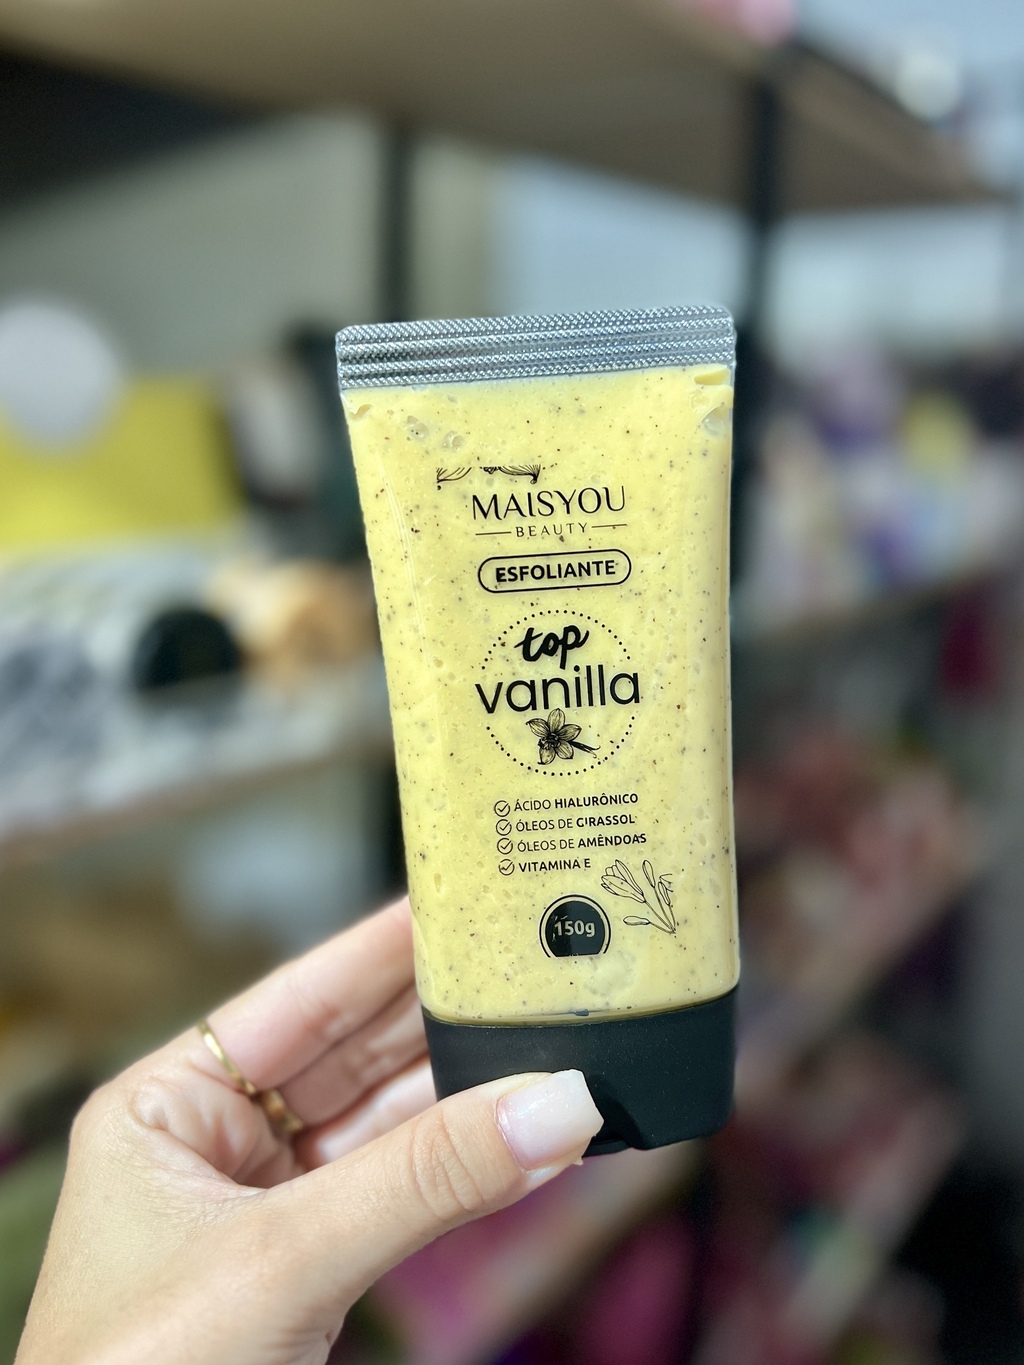 MAISYOU
BEAUTY
ESFOLIANTE
top
vanilla
ÁCIDO HIALURÔNICO
ÓLEOS DE GIRASSOL
ÓLEOS DE AMÊNDOAS
VITAMINA E
150g